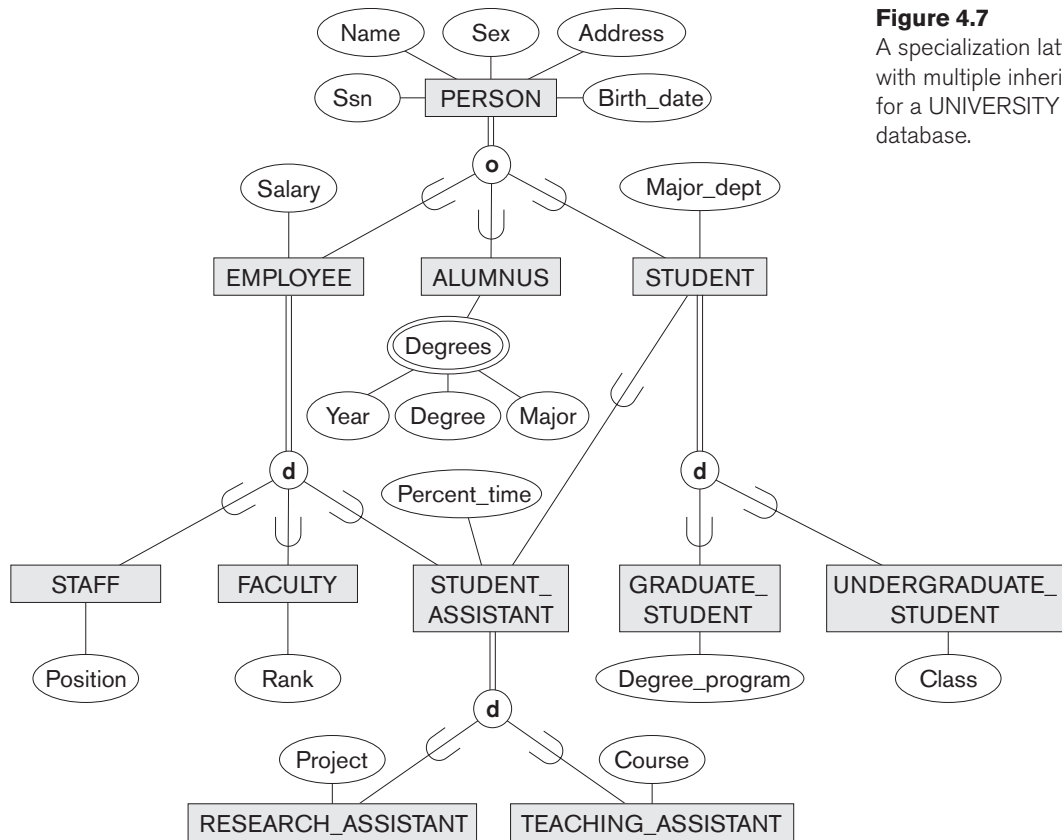 Figure 4.7
A specialization lat
with multiple inheri
for a UNIVERSITY
database.
Name
Sex
Address
Ssn
PERSON
Birth_date
o
Salary
Major_dept
EMPLOYEE
ALUMNUS
STUDENT
Degrees
Year
Degree
Major
d
d
Percent_time
STAFF
FACULTY
STUDENT_
ASSISTANT
GRADUATE_
STUDENT
UNDERGRADUATE_
STUDENT
Position
Rank
Degree_program
Class
d
Project
Course
RESEARCH_ASSISTANT
TEACHING_ASSISTANT